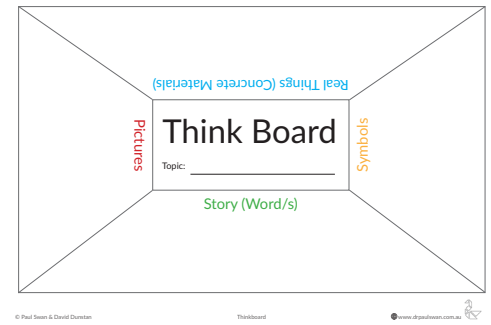 Real Things (Concrete Materials)
Pictures
Think Board
Symbols
Topic:
Story (Word/s)
© Paul Swan & David Dunstan
Thinkboard
www.drpaulswan.com.au